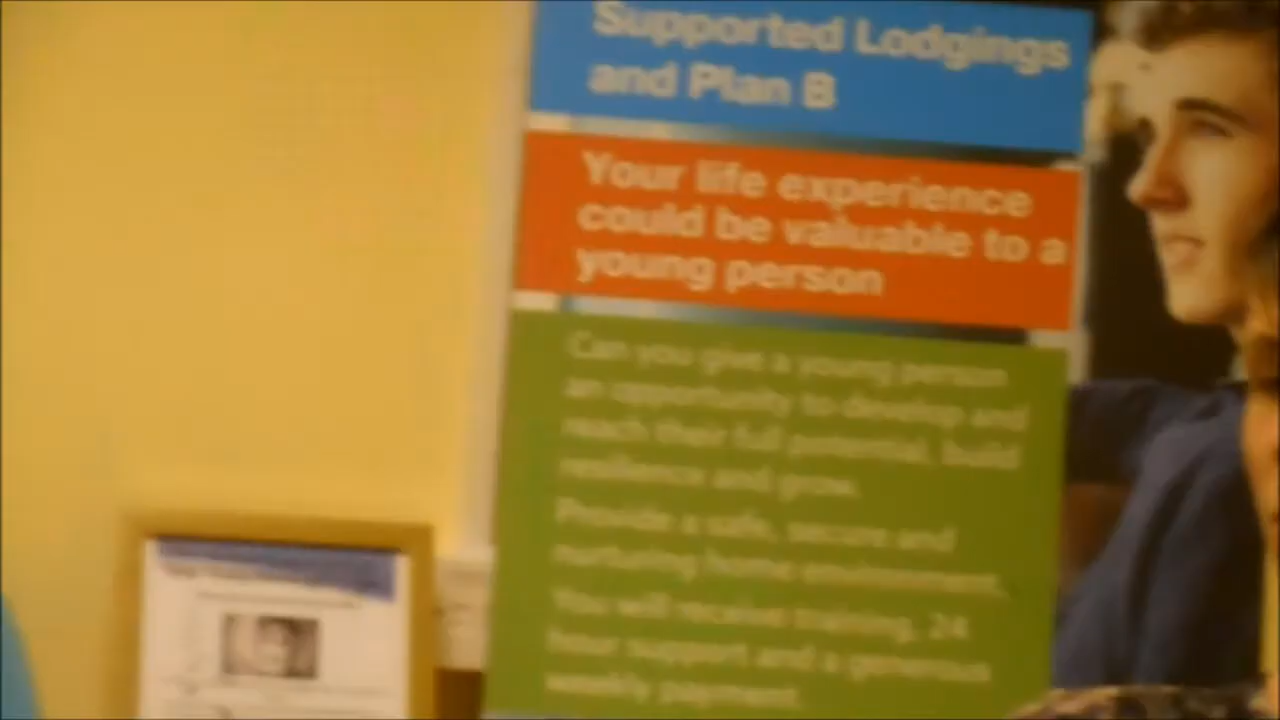 Supported Lodgings
and Plan B
Your life experience
could be valuable to a
young person
Can you give a young person
an opportunity to develop and
reach their full potential, build
resilience and grow.
Provide a safe, secure and
nurturing home environment,
You will receive training, 24
hour support and a generous
weekly payment.